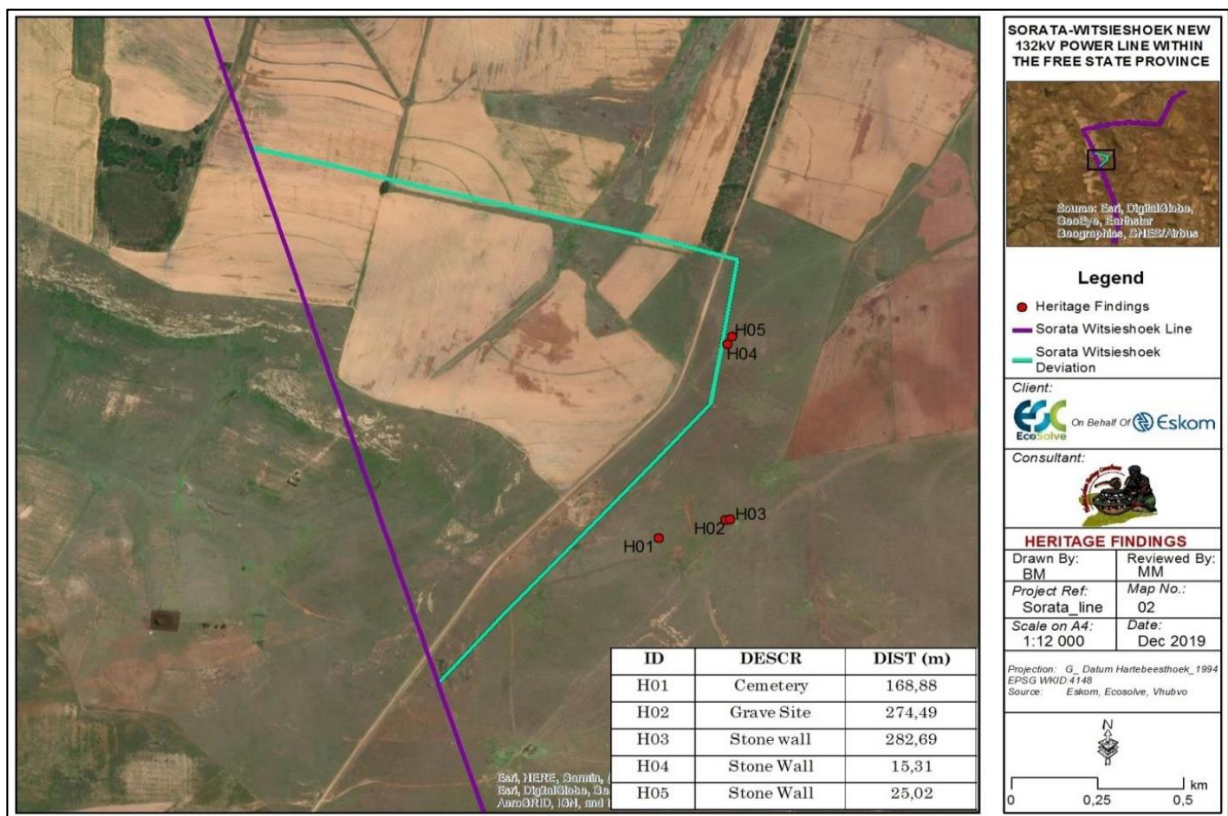 H05
H04
H03
H02
H01
ID DESCR DIST (m)
H01 Cemetery 168,88
H02 Grave Site 274,49
H03 Stone wall 282,69
H04 Stone Wall 15,31
H05 Stone Wall 25,02
Esri, HERE, Garmin,
Esri, DigitalGlobe, Ge
AeroGRID, IGN, and
SORATA-WITSIESHOEK NEW
132kV POWER LINE WITHIN
THE FREE STATE PROVINCE
Source: Esri, DigitalGlobe,
GeoEye, Earthstar
Geographics, CNES/Airbus
Legend
Heritage Findings
Sorata Witsieshoek Line
Sorata Witsieshoek
Deviation
Client:
ESC
EcoSolve
On Behalf Of
Eskom
Consultant:
HERITAGE FINDINGS
Drawn By:
BM
Reviewed By:
MM
Project Ref:
Sorata_line
Map No.:
02
Scale on A4:
1:12 000
Date:
Dec 2019
Projection: G_ Datum Hartebeesthoek_1994
EPSG WKID:4148
Source: Eskom, Ecosolve, Vhubvo
N
km
0 0,25 0,5